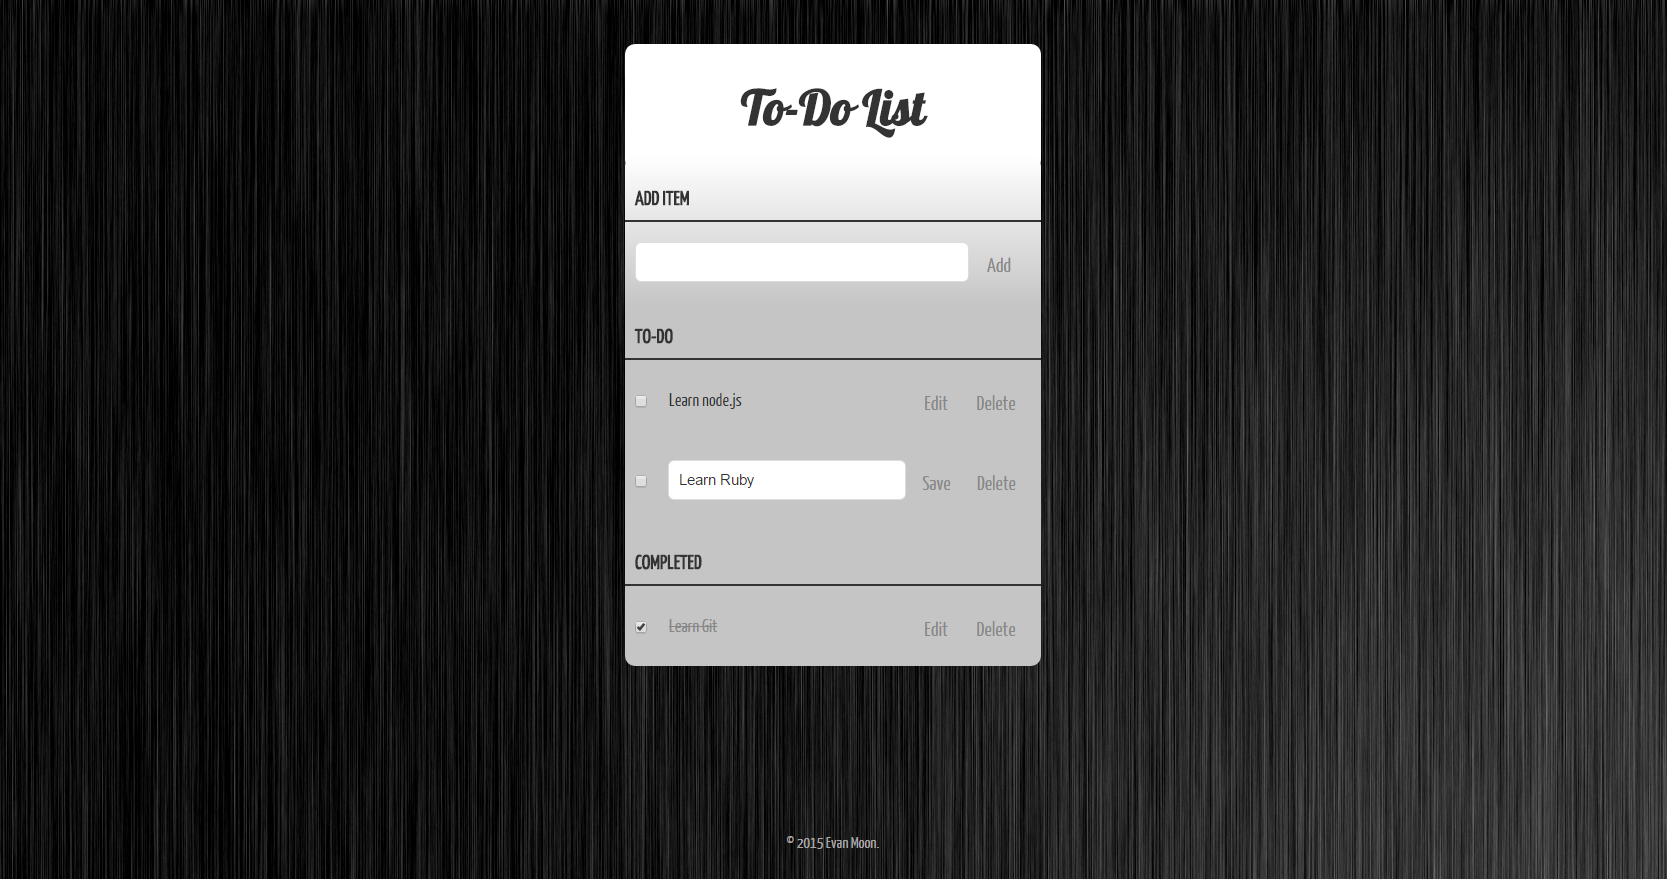 To-Do List
ADD ITEM
Add
TO-DO
Learn node.js Edit Delete
Learn Ruby Save Delete
COMPLETED
Learn Git Edit Delete
© 2015 Evan Moon.